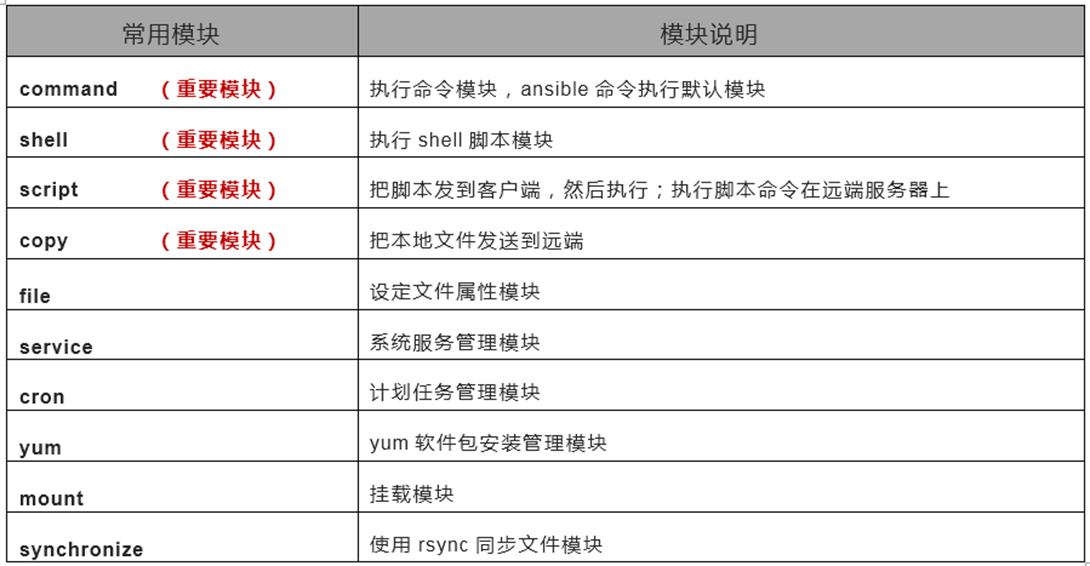 常用模块 模块说明
command （重要模块） 执行命令模块，ansible 命令执行默认模块
shell （重要模块） 执行 shell 脚本模块
script （重要模块） 把脚本发到客户端，然后执行；执行脚本命令在远端服务器上
copy （重要模块） 把本地文件发送到远端
file 设定文件属性模块
service 系统服务管理模块
cron 计划任务管理模块
yum yum 软件包安装管理模块
mount 挂载模块
synchronize 使用 rsync 同步文件模块